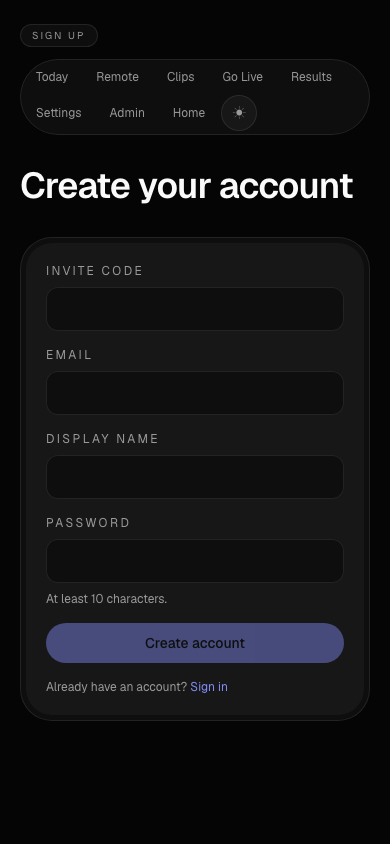 SIGN UP
Today Remote Clips Go Live Results
Settings Admin Home
Create your account
INVITE CODE
EMAIL
DISPLAY NAME
PASSWORD
At least 10 characters.
Create account
Already have an account? Sign in